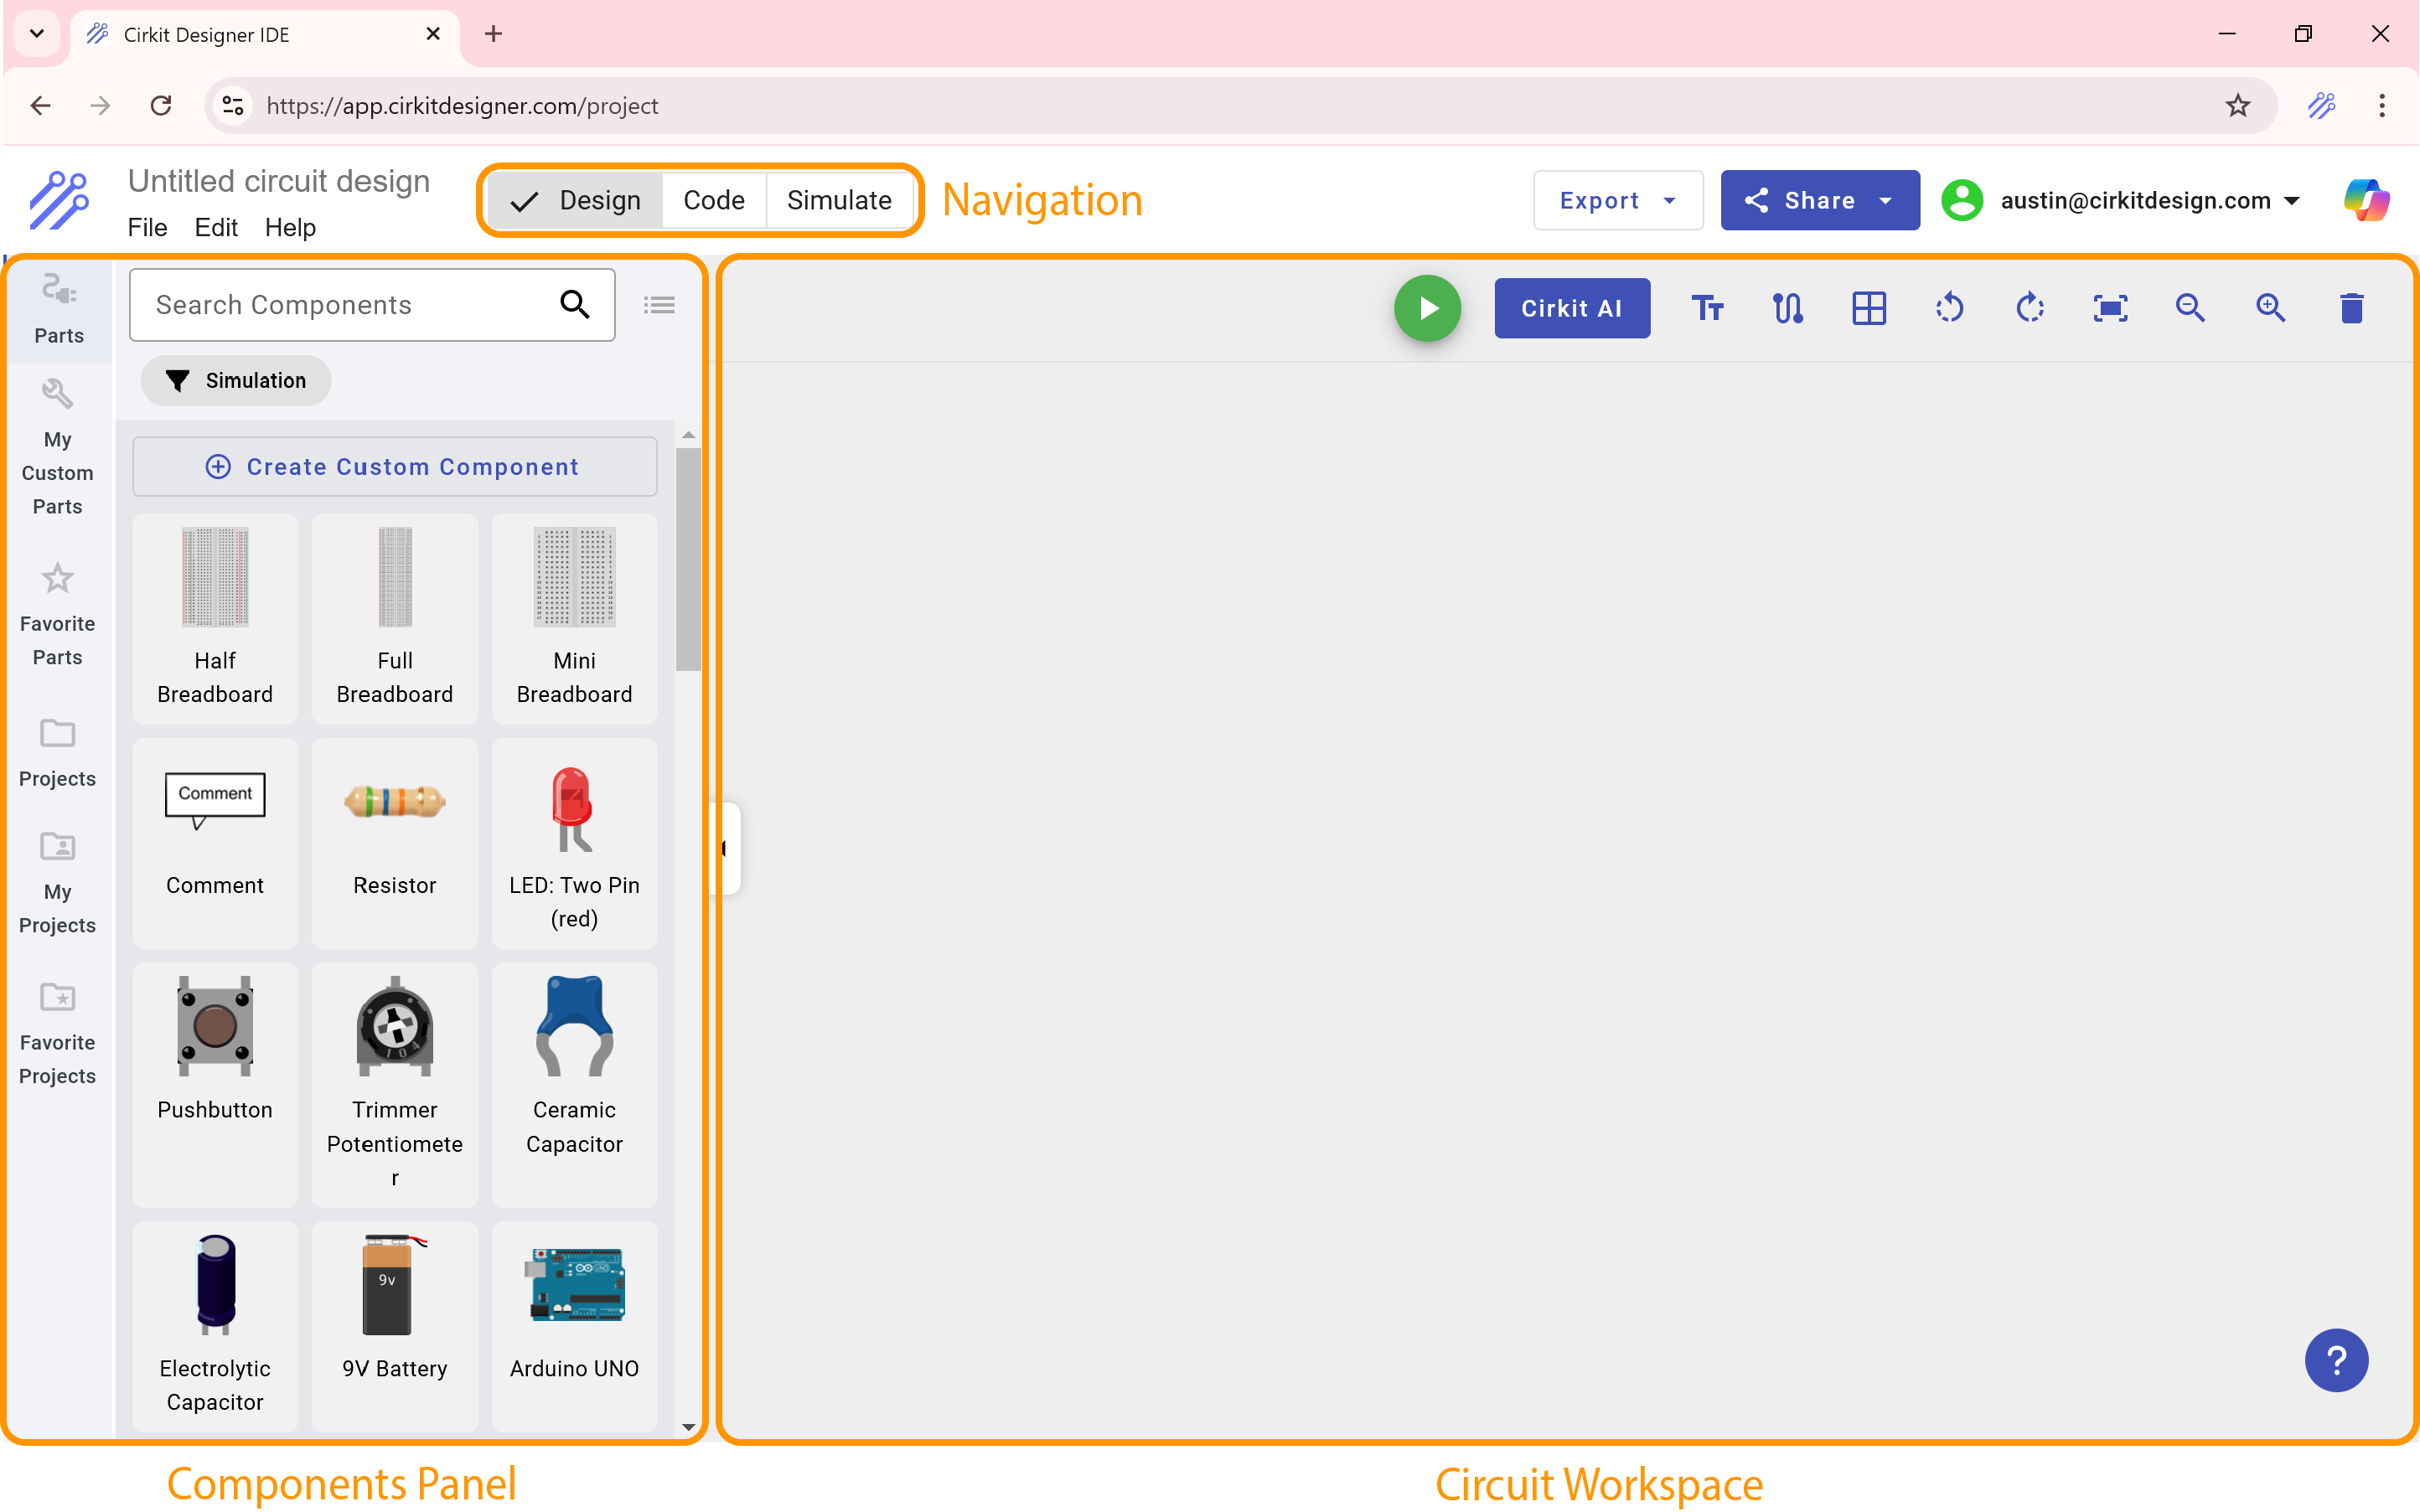 Cirkit Designer IDE
https://app.cirkitdesigner.com/project
Untitled circuit design
File Edit Help
Design Code Simulate
Navigation
Export
Share
austin@cirkitdesign.com
Parts
My
Custom
Parts
Favorite
Parts
Projects
My
Projects
Favorite
Projects
Search Components
Simulation
Create Custom Component
Half
Breadboard
Full
Breadboard
Mini
Breadboard
Comment
Comment
Resistor
LED: Two Pin
(red)
Pushbutton
104
Trimmer
Potentiomete
r
Ceramic
Capacitor
Electrolytic
Capacitor
9v
9V Battery
Arduino UNO
Cirkit AI
Tт
?
Components Panel
Circuit Workspace